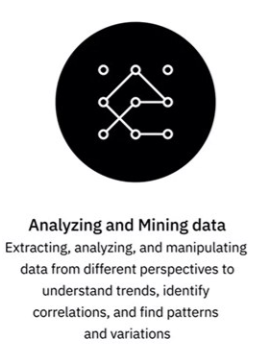 Analyzing and Mining data
Extracting, analyzing, and manipulating
data from different perspectives to
understand trends, identify
correlations, and find patterns
and variations